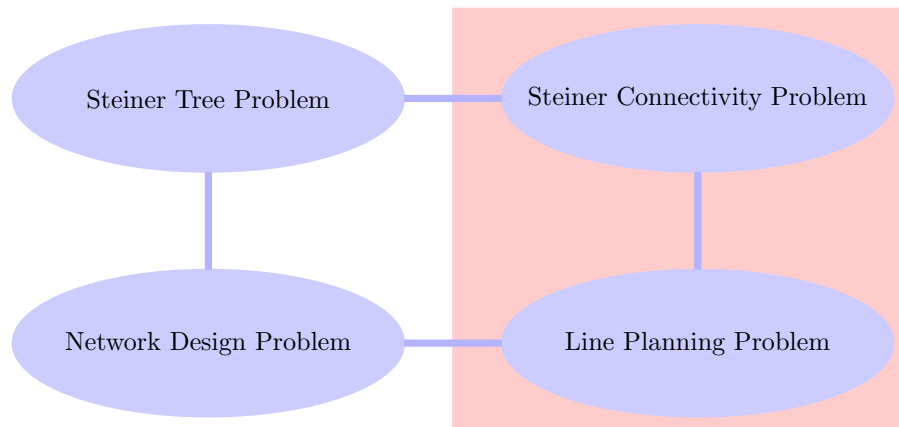 Steiner Tree Problem
Steiner Connectivity Problem
Network Design Problem
Line Planning Problem